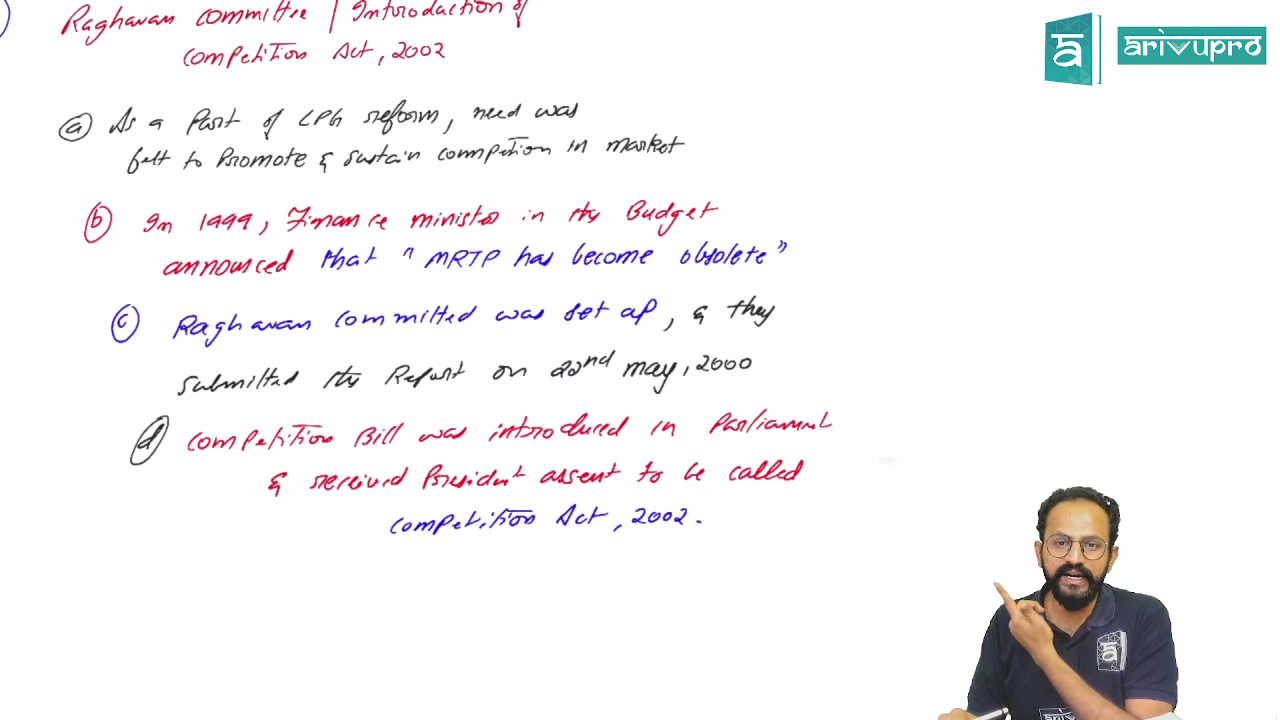 Raghavan committee / Introduction of
Competition Act, 2002
(a) As a Part of LPG reform, need was
felt to Promote & sustain compettion in market
(b) In 1999, Finance minister in the Budget
announced that "MRTP has become obsolete"
(c) Raghavan Committed was set up, & they
submitted the Report on 22nd may, 2000
(d) Competition Bill was introduced in Parliament
& received President assent to be called
Competition Act, 2002.
a
arivupro
a
a